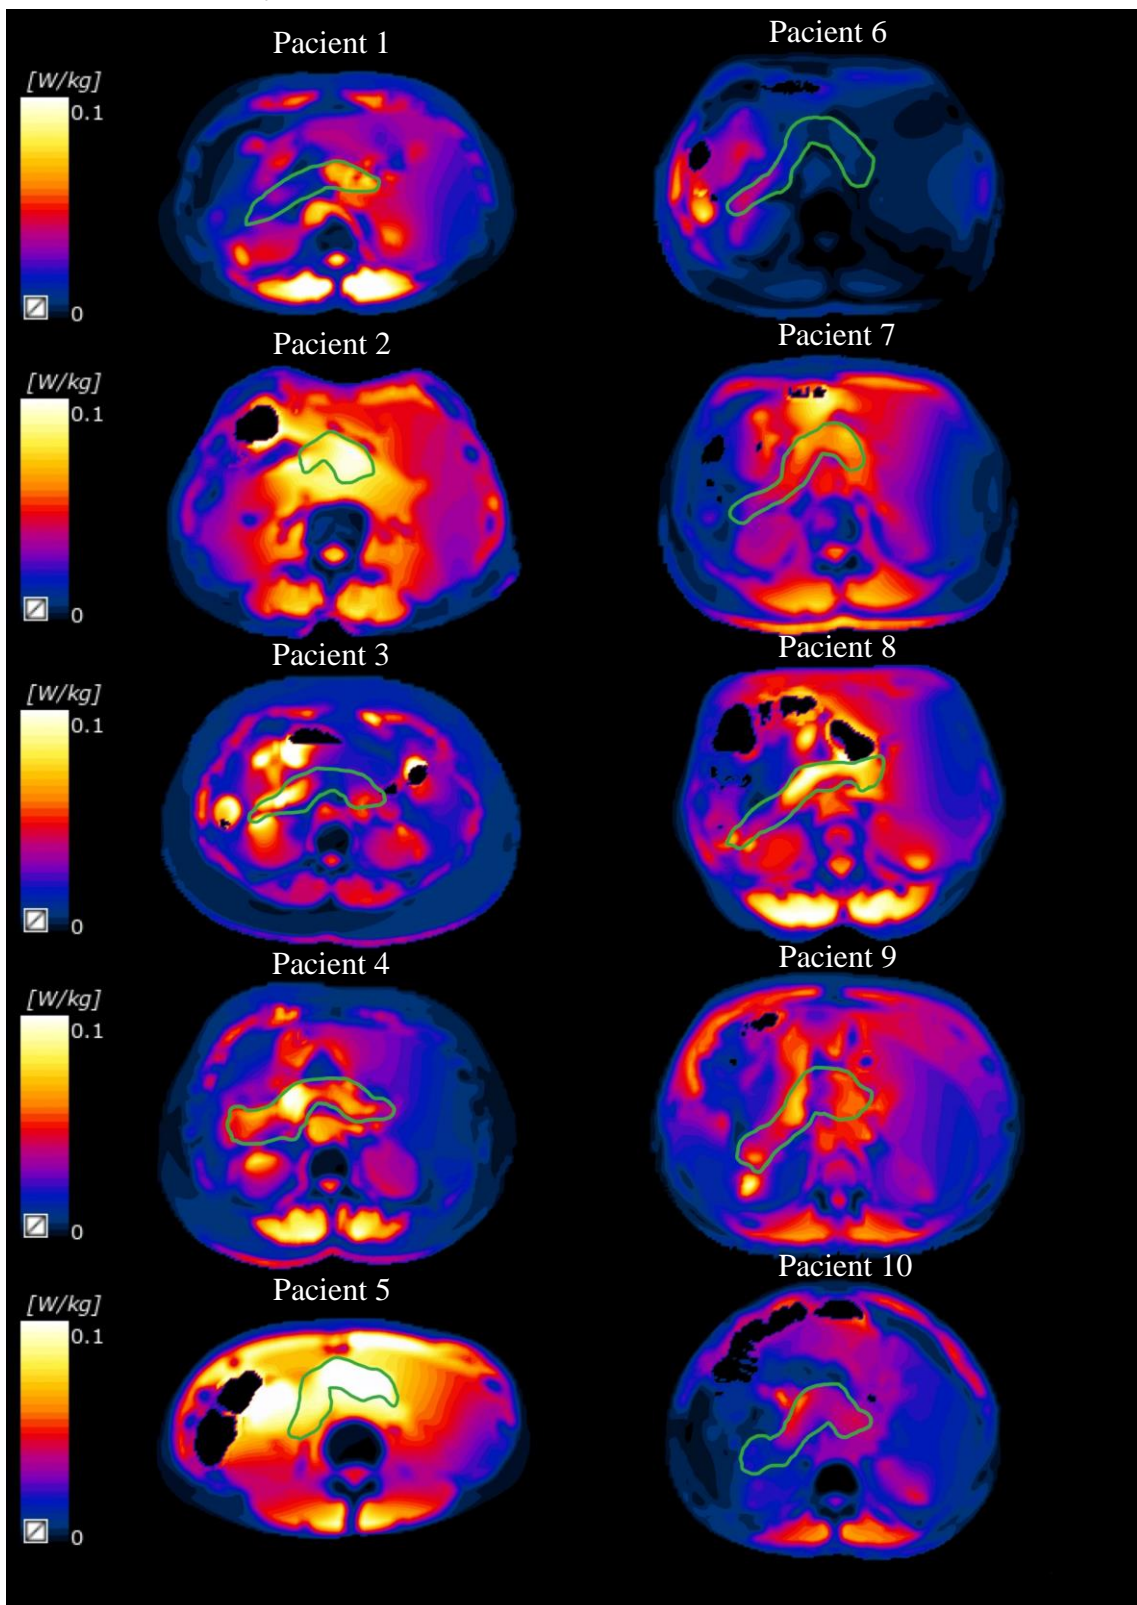 Pacient 1
[W/kg]
0.1
0
Pacient 2
[W/kg]
0.1
0
Pacient 3
[W/kg]
0.1
0
Pacient 4
[W/kg]
0.1
0
Pacient 5
[W/kg]
0.1
0
Pacient 6
Pacient 7
Pacient 8
Pacient 9
Pacient 10